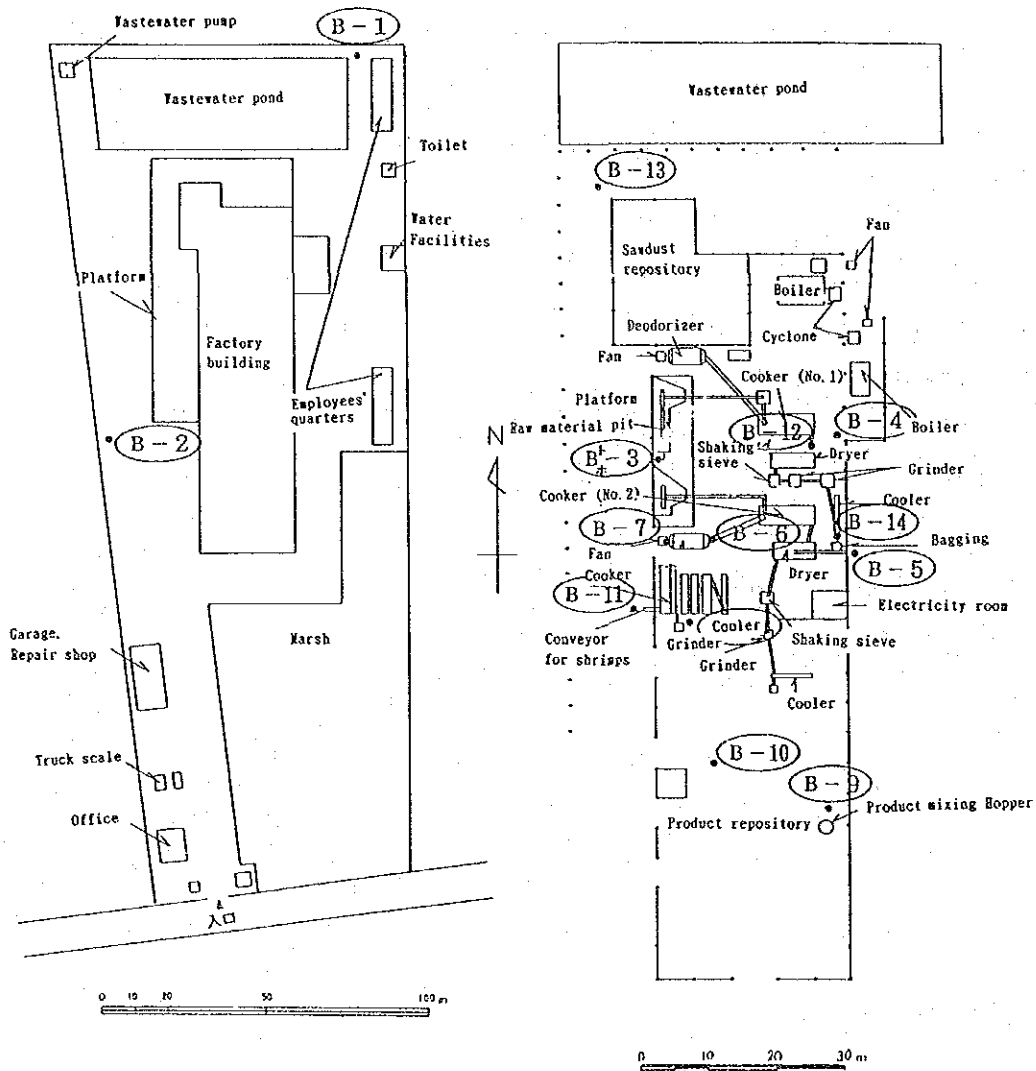 Wastewater pump
B-1
Wastewater pond
Toilet
Water
Facilities
Platform
Factory
building
Employees'
quarters
B-2
N
Garage.
Repair shop
Marsh
Truck scale
Office
入口
0 10 20 50 100 m
Wastewater pond
B-13
Fan
Sawdust
repository
Boiler
Deodorizer
Cyclone
Fan
Cooker (No.1)
Platform
B-12
B-4
Boiler
Raw material pit
Shaking
sieve
Dryer
B-3
Grinder
Cooker (No.2)
Cooler
B-7
B-6
B-14
Fan
Bagging
Cooker
Dryer
B-5
B-11
Electricity room
Cooler
Conveyor
for shrimps
Grinder
Shaking sieve
Grinder
Cooler
B-10
B-9
Product mixing Hopper
Product repository
0 10 20 30 m